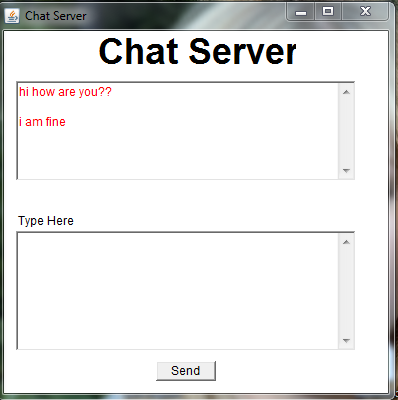 Chat Server
Chat Server
hi how are you??
i am fine
Type Here
Send